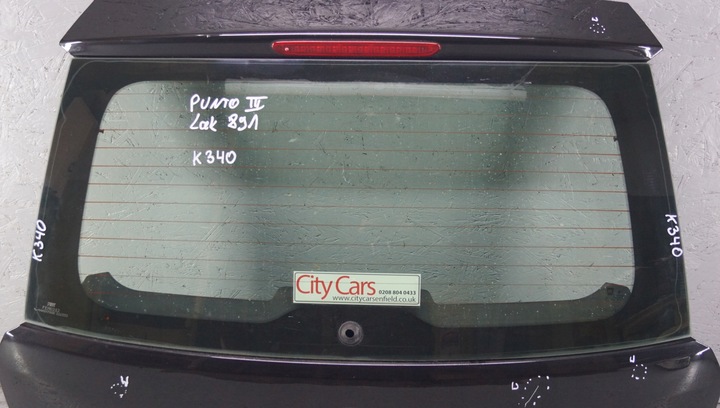 PUNTO III
Lak 891
K340
K340
K340
City Cars
0208 804 0433
www.citycarsenfield.co.uk